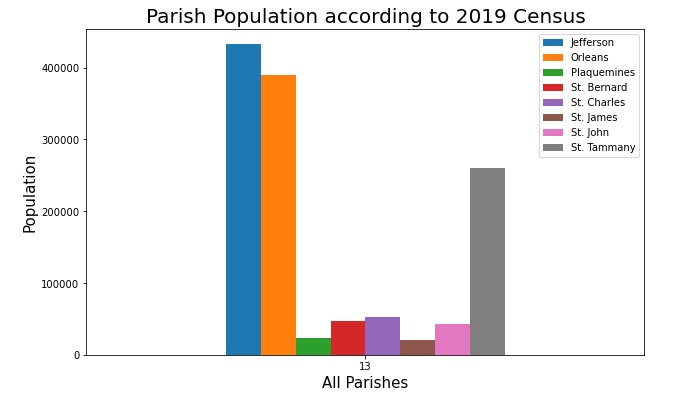 Parish Population according to 2019 Census
Jefferson
Orleans
Plaquemines
St. Bernard
St. Charles
St. James
St. John
St. Tammany
Population
400000
300000
200000
100000
0
13
All Parishes